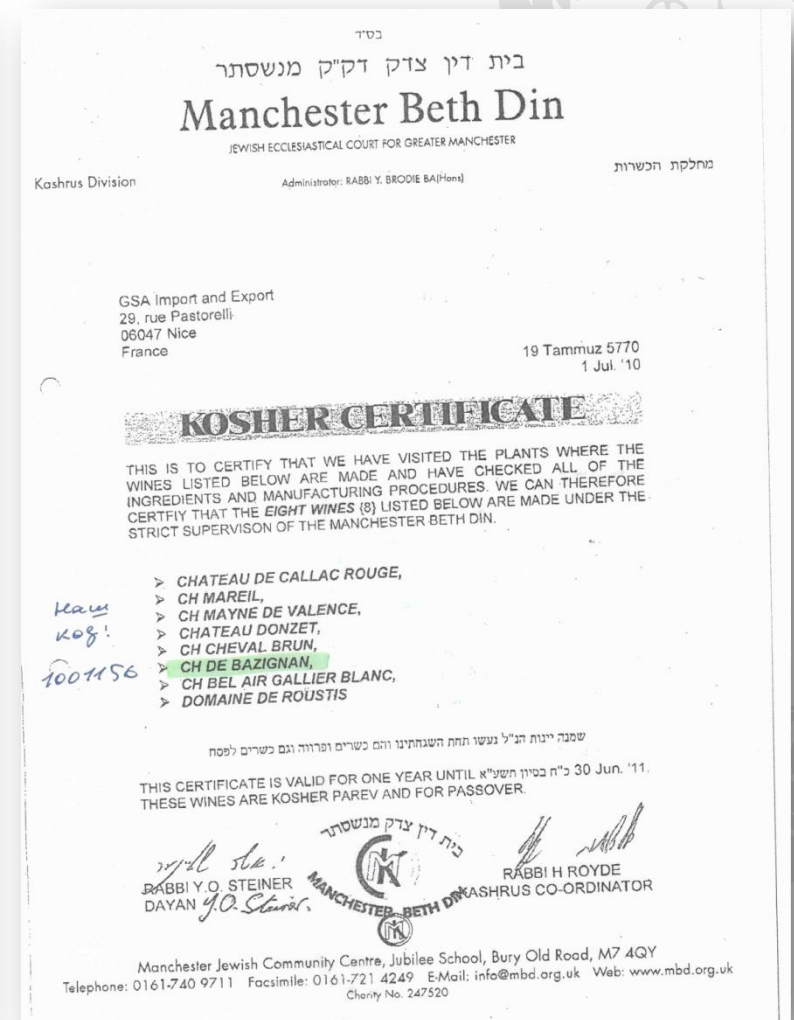 בס״ד
בית דין צדק דק״ק מנשסתר
Manchester Beth Din
JEWISH ECCLESIASTICAL COURT FOR GREATER MANCHESTER
Kashrus Division
Administrator: RABBI Y. BRODIE BA(Hons)
מחלקת הכשרות
GSA Import and Export
29, rue Pastorelli
06047 Nice
France
19 Tammuz 5770
1 Jul. '10
KOSHER CERTIFICATE
THIS IS TO CERTIFY THAT WE HAVE VISITED THE PLANTS WHERE THE
WINES LISTED BELOW ARE MADE AND HAVE CHECKED ALL OF THE
INGREDIENTS AND MANUFACTURING PROCEDURES. WE CAN THEREFORE
CERTFIY THAT THE EIGHT WINES {8} LISTED BELOW ARE MADE UNDER THE
STRICT SUPERVISON OF THE MANCHESTER BETH DIN.
➢ CHATEAU DE CALLAC ROUGE,
➢ CH MAREIL,
➢ CH MAYNE DE VALENCE,
➢ CHATEAU DONZET,
➢ CH CHEVAL BRUN,
➢ CH DE BAZIGNAN,
➢ CH BEL AIR GALLIER BLANC,
➢ DOMAINE DE ROUSTIS
наш
код:
1001156
שמנה יינות הנ"ל נעשו תחת השגחתינו והם כשרים ופרווה וגם כשרים לפסח
THIS CERTIFICATE IS VALID FOR ONE YEAR UNTIL כ"ח בסיון תשע"א 30 Jun. '11.
THESE WINES ARE KOSHER PAREV AND FOR PASSOVER.
בית דין צדק מנשסתר
MANCHESTER BETH DIN
RABBI Y.O. STEINER
DAYAN Y.O. Steiner.
RABBI H ROYDE
KASHRUS CO-ORDINATOR
Manchester Jewish Community Centre, Jubilee School, Bury Old Road, M7 4QY
Telephone: 0161-740 9711 Facsimile: 0161-721 4249 E-Mail: info@mbd.org.uk Web: www.mbd.org.uk
Charity No. 247520